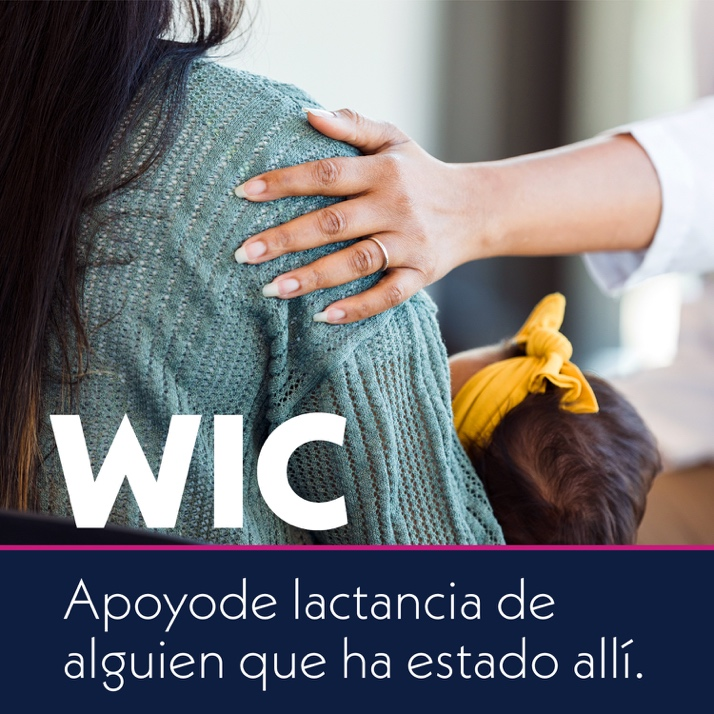 WIC
Apoyode lactancia de
alguien que ha estado allí.